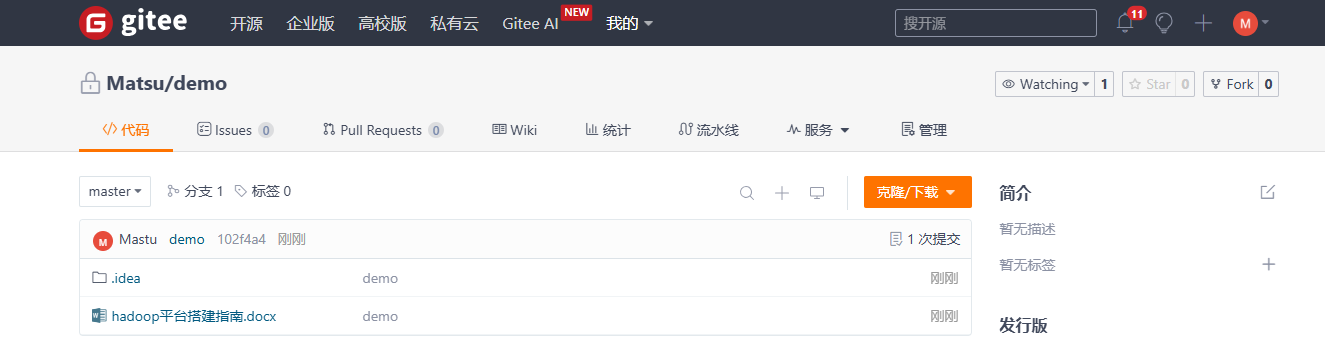 gitee 开源 企业版 高校版 私有云 Gitee AI NEW 我的 搜开源 11 M
Matsu/demo Watching 1 Star 0 Fork 0
代码 Issues 0 Pull Requests 0 Wiki 统计 流水线 服务 管理
master 分支 1 标签 0 克隆/下载 简介
M Mastu demo 102f4a4 刚刚 1 次提交 暂无描述
暂无标签
.idea demo 刚刚
hadoop平台搭建指南.docx demo 刚刚
发行版